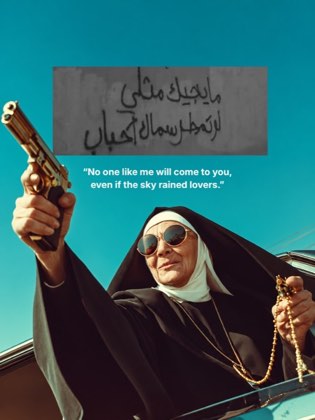 مايجيك مثلي
لو تمطر سماك أحباب
“No one like me will come to you,
even if the sky rained lovers.”